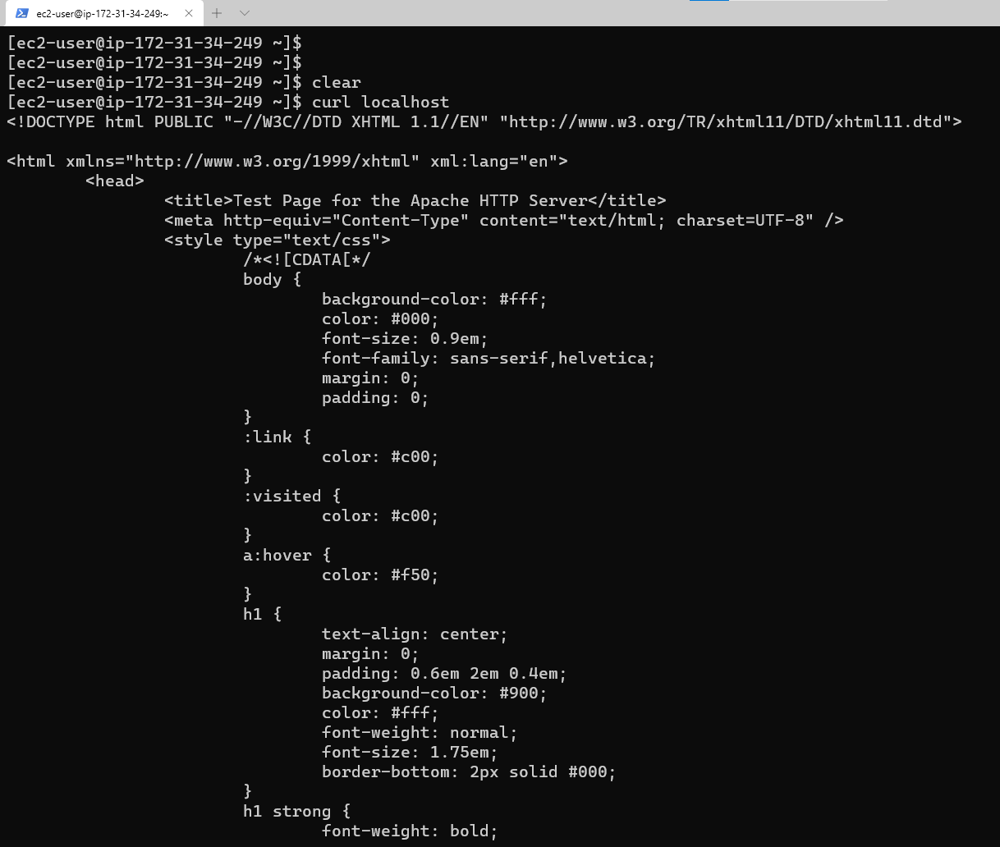 ec2-user@ip-172-31-34-249:~
[ec2-user@ip-172-31-34-249 ~]$
[ec2-user@ip-172-31-34-249 ~]$
[ec2-user@ip-172-31-34-249 ~]$ clear
[ec2-user@ip-172-31-34-249 ~]$ curl localhost
<!DOCTYPE html PUBLIC "-//W3C//DTD XHTML 1.1//EN" "http://www.w3.org/TR/xhtml11/DTD/xhtml11.dtd">

<html xmlns="http://www.w3.org/1999/xhtml" xml:lang="en">
        <head>
                <title>Test Page for the Apache HTTP Server</title>
                <meta http-equiv="Content-Type" content="text/html; charset=UTF-8" />
                <style type="text/css">
                        /*<![CDATA[*/
                        body {
                                background-color: #fff;
                                color: #000;
                                font-size: 0.9em;
                                font-family: sans-serif,helvetica;
                                margin: 0;
                                padding: 0;
                        }
                        :link {
                                color: #c00;
                        }
                        :visited {
                                color: #c00;
                        }
                        a:hover {
                                color: #f50;
                        }
                        h1 {
                                text-align: center;
                                margin: 0;
                                padding: 0.6em 2em 0.4em;
                                background-color: #900;
                                color: #fff;
                                font-weight: normal;
                                font-size: 1.75em;
                                border-bottom: 2px solid #000;
                        }
                        h1 strong {
                                font-weight: bold;